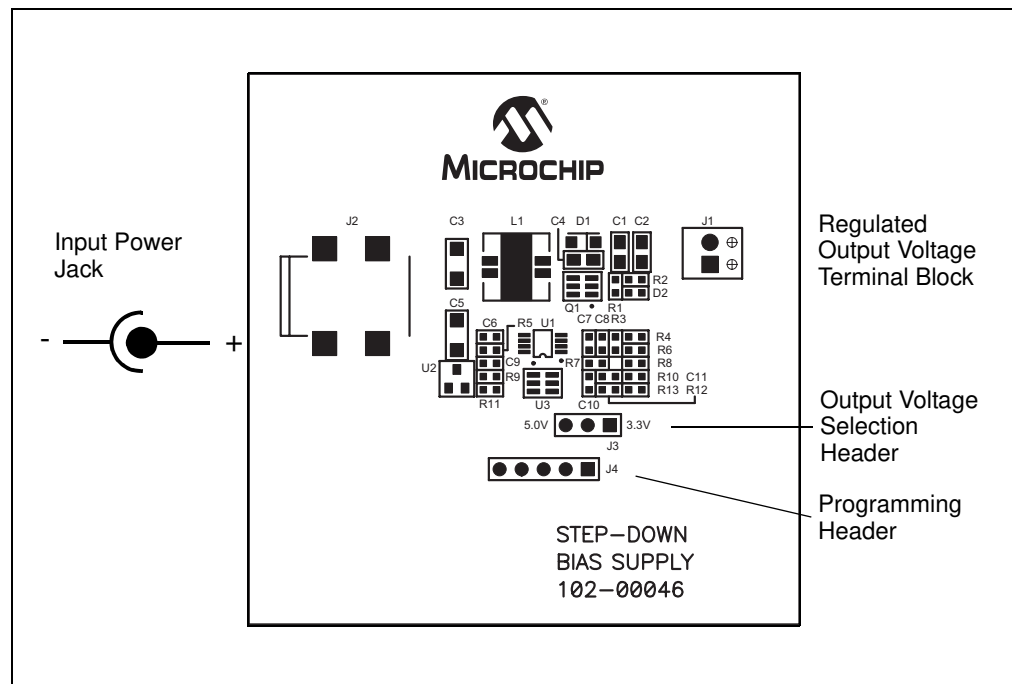 ®
MICROCHIP
J2
C3
L1
C4
D1
C1
C2
J1
Input Power
Jack
Regulated
Output Voltage
Terminal Block
⊕
⊕
R2
D2
Q1
R1
-
+
C5
C6
R5
U1
C7
C8
R3
R4
R6
U2
C9
R7
R8
R9
R10
C11
R11
U3
C10
R13
R12
5.0V
3.3V
J3
Output Voltage
Selection
Header
J4
Programming
Header
STEP-DOWN
BIAS SUPPLY
102-00046